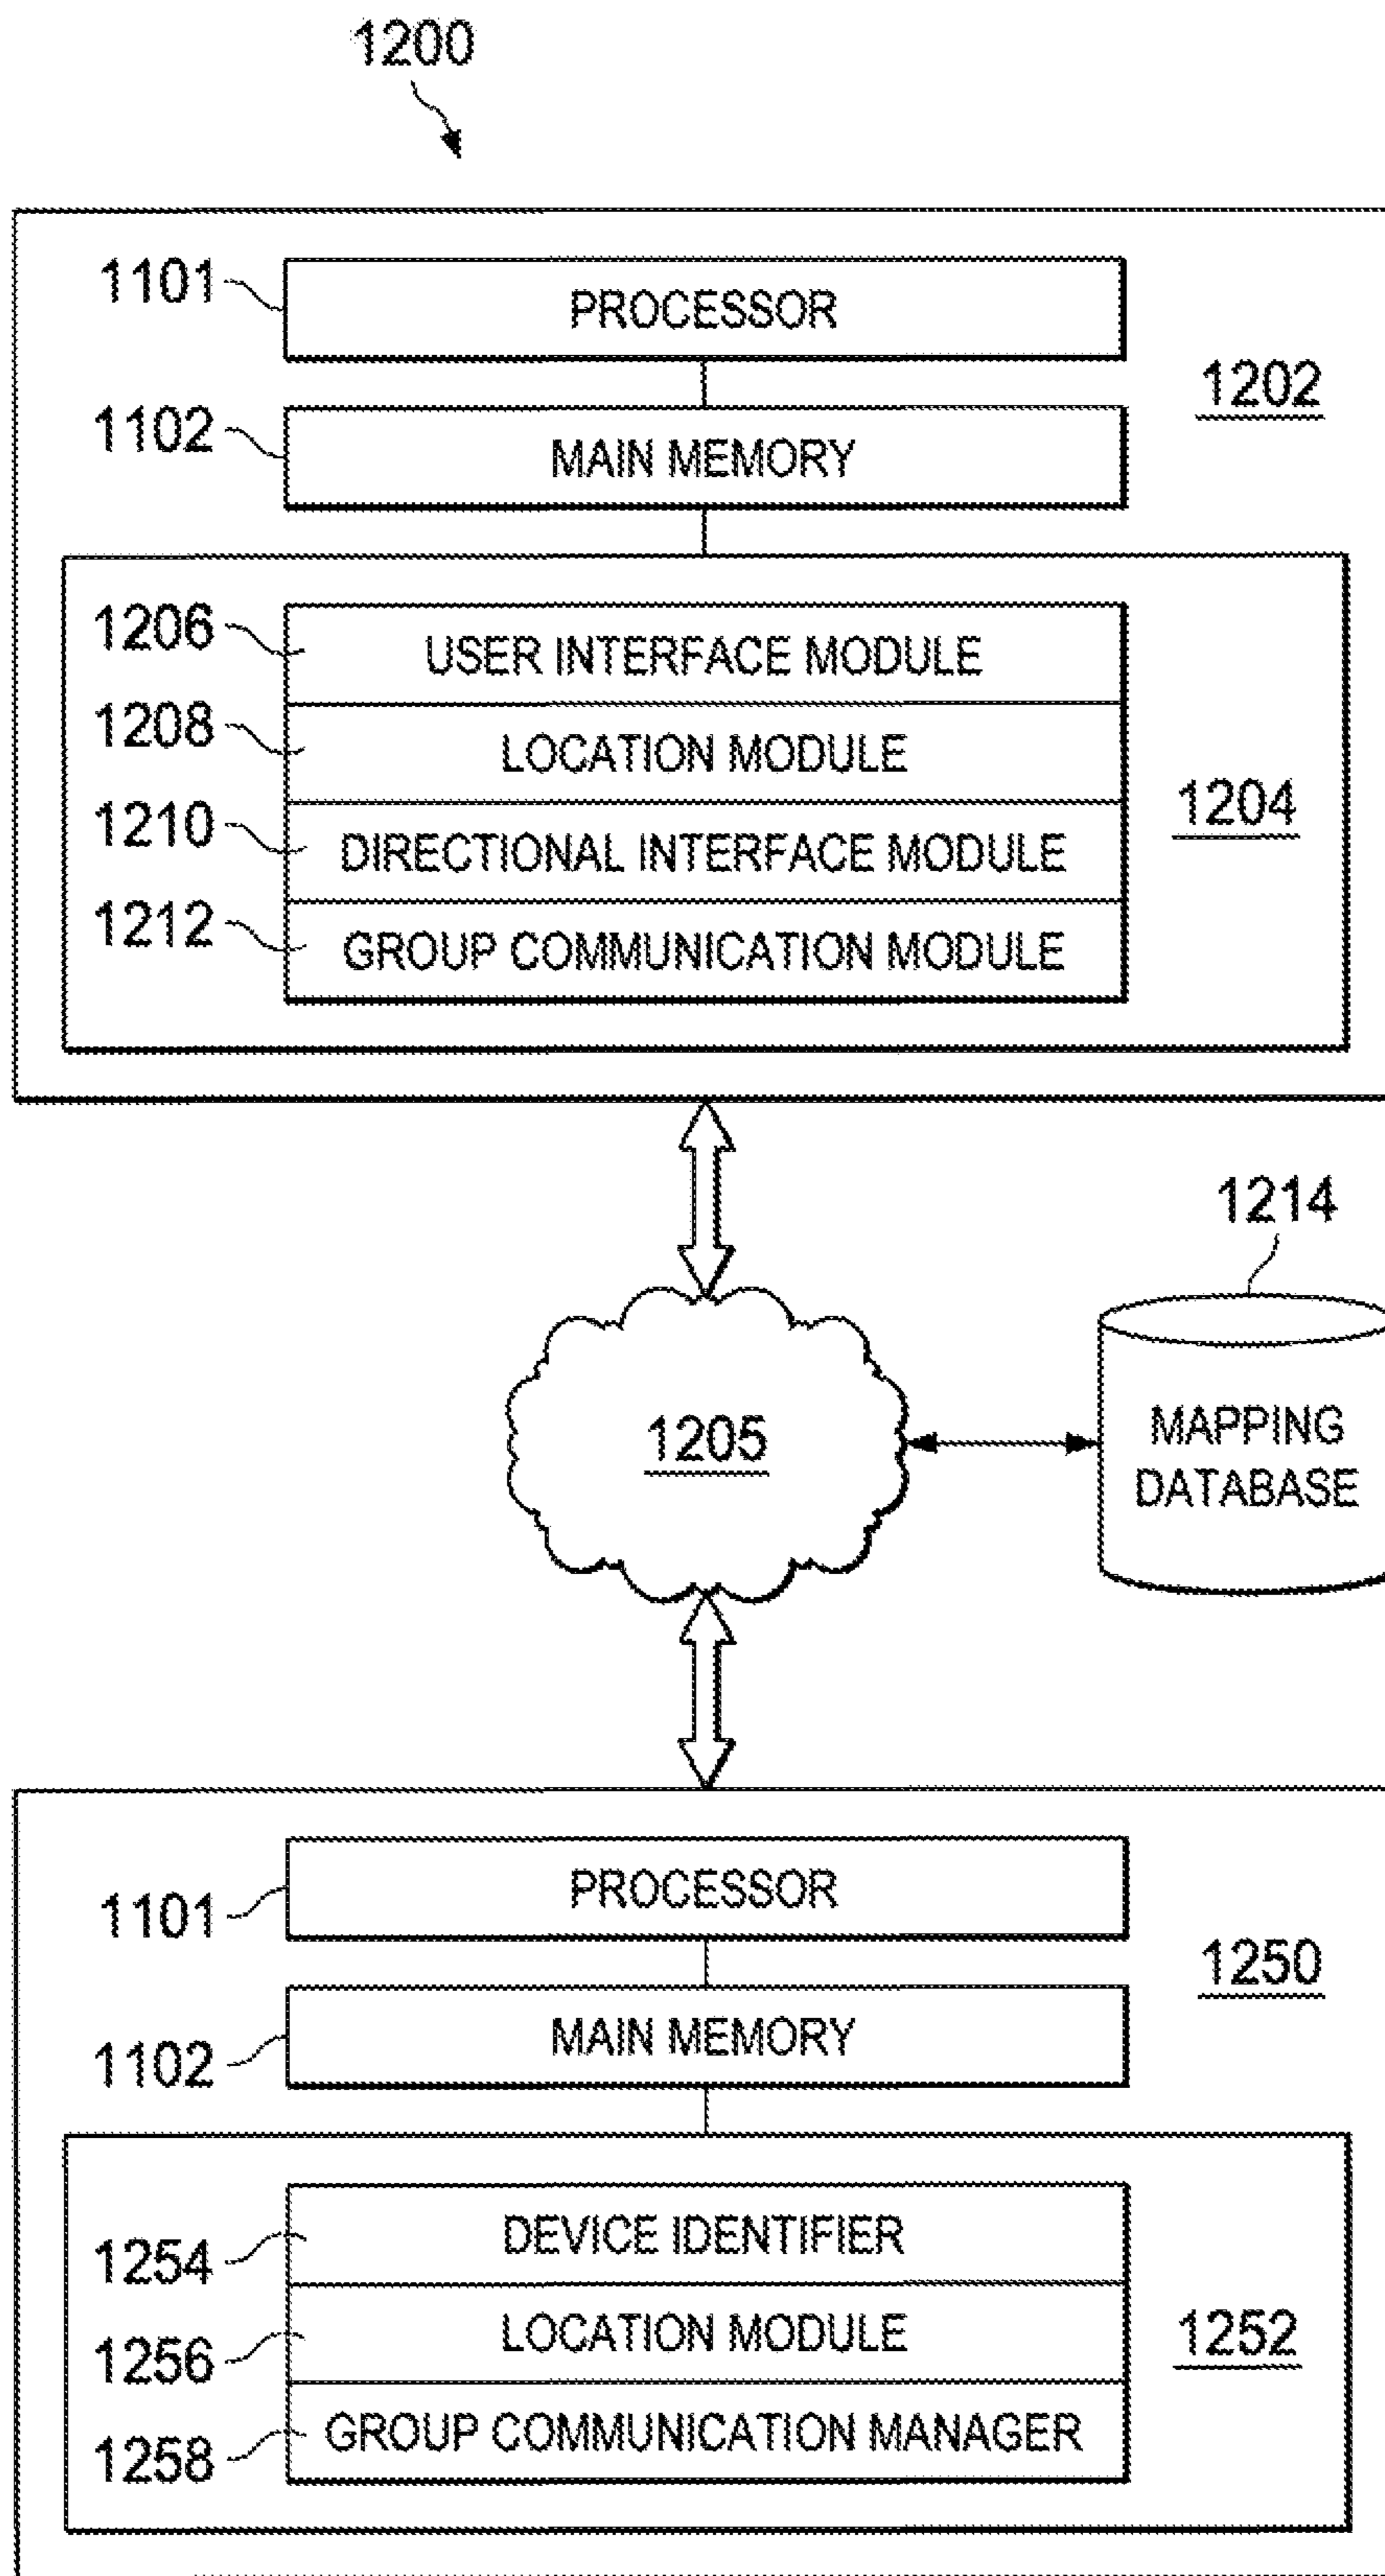 1200
1101
PROCESSOR
1202
1102
MAIN MEMORY
1206
USER INTERFACE MODULE
1208
LOCATION MODULE
1204
1210
DIRECTIONAL INTERFACE MODULE
1212
GROUP COMMUNICATION MODULE
1214
1205
MAPPING
DATABASE
1101
PROCESSOR
1250
1102
MAIN MEMORY
1254
DEVICE IDENTIFIER
1256
LOCATION MODULE
1252
1258
GROUP COMMUNICATION MANAGER